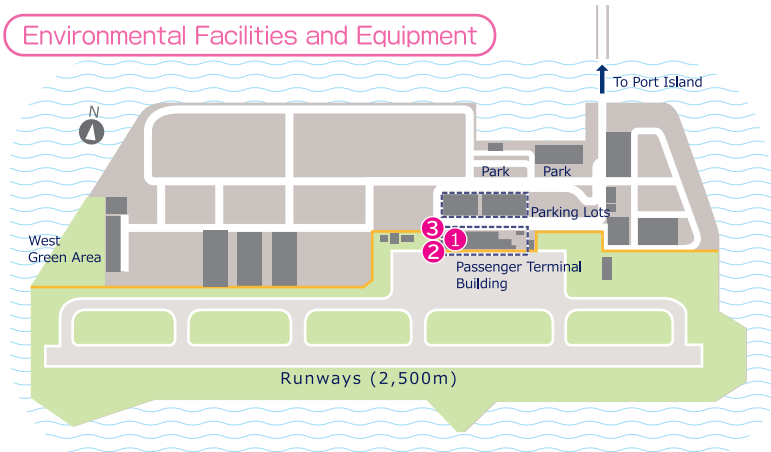 Environmental Facilities and Equipment
To Port Island
N
Park
Park
Parking Lots
3
1
2
West
Green Area
Passenger Terminal
Building
Runways (2,500m)